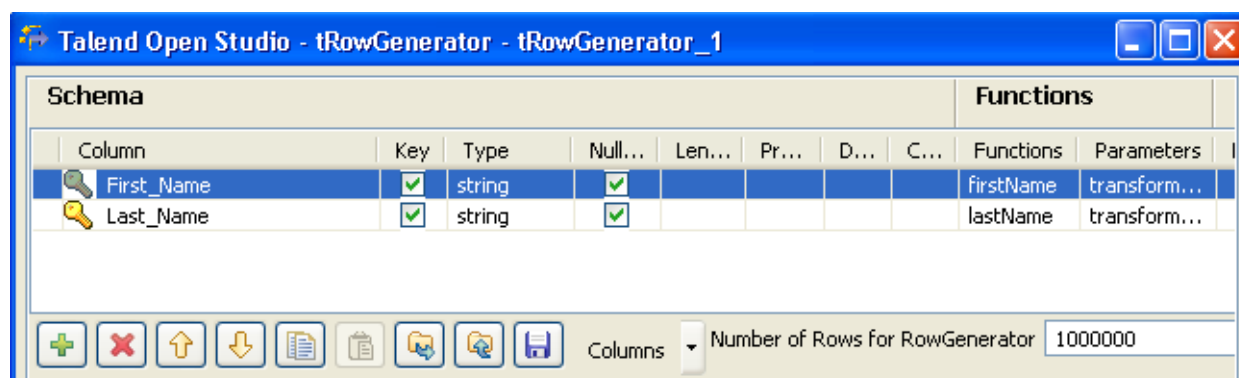 Talend Open Studio - tRowGenerator - tRowGenerator_1
Schema Functions
Column Key Type Null... Len... Pr... D... C... Functions Parameters
First_Name string firstName transform...
Last_Name string lastName transform...
Columns Number of Rows for RowGenerator 1000000